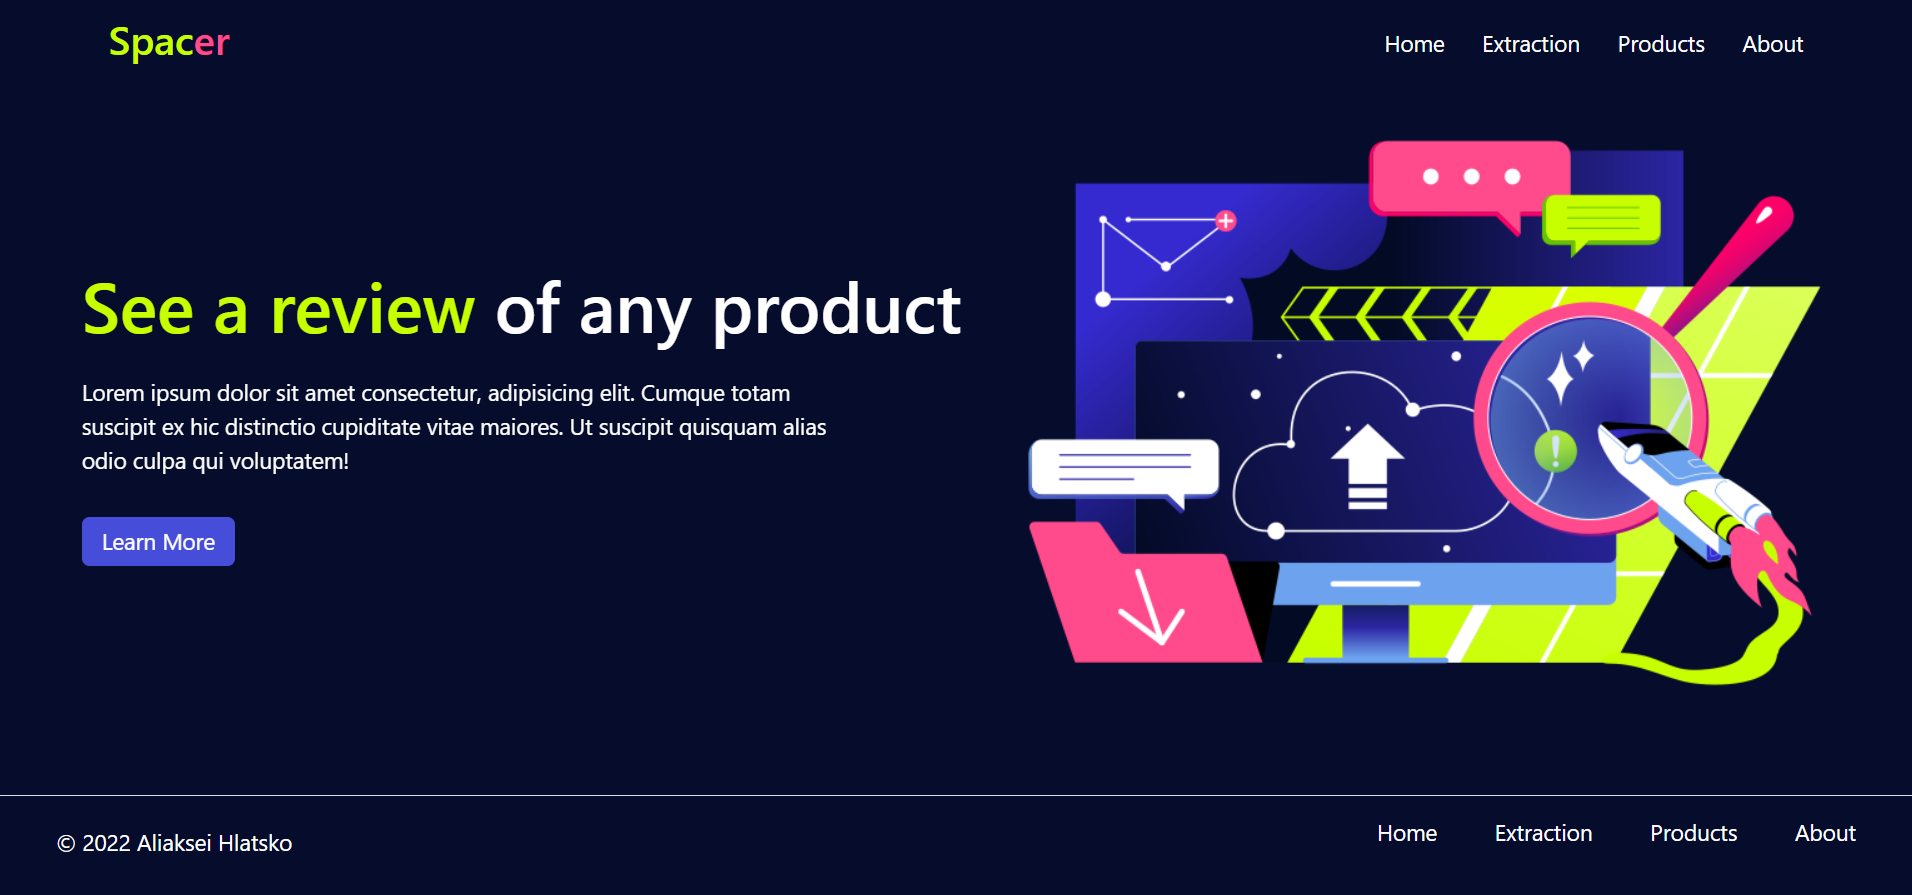 Spacer
Home Extraction Products About
See a review of any product
Lorem ipsum dolor sit amet consectetur, adipisicing elit. Cumque totam
suscipit ex hic distinctio cupiditate vitae maiores. Ut suscipit quisquam alias
odio culpa qui voluptatem!
Learn More
© 2022 Aliaksei Hlatsko
Home Extraction Products About